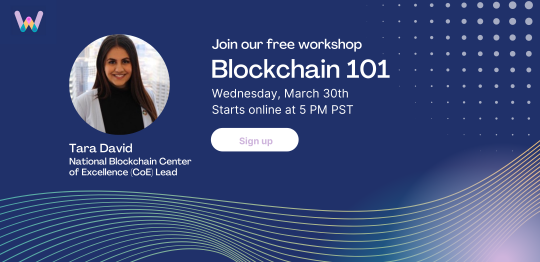 Join our free workshop
Blockchain 101
Wednesday, March 30th
Starts online at 5 PM PST
Sign up
Tara David
National Blockchain Center
of Excellence (CoE) Lead